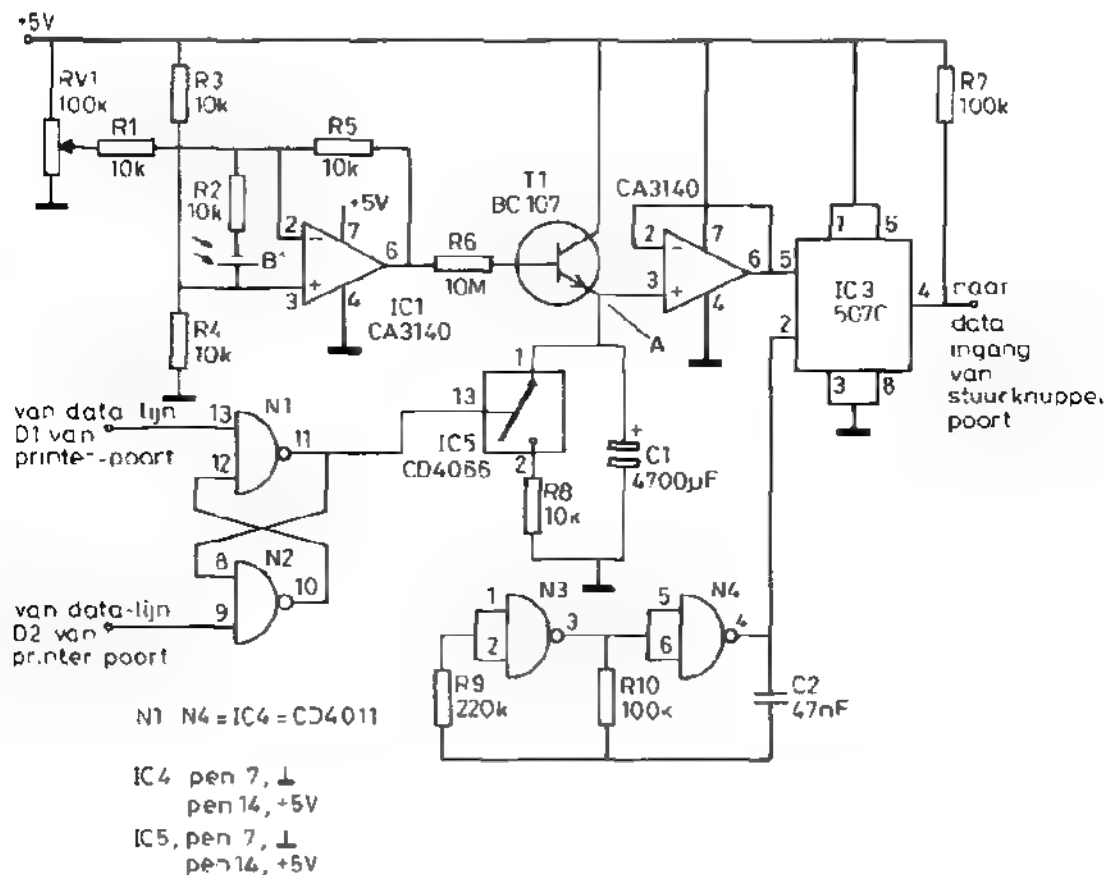 +5V
RV1
100k
R1
10k
R3
10k
R2
10k
R5
10k
+5V
2
7
6
3
4
IC1
CA3140
R4
10k
R6
10M
T1
BC107
A
CA3140
2
7
6
3
4
R7
100k
1
6
5
IC3
4
2
3
8
naar
data
ingang
van
stuurknuppel
poort
van data lijn
D1 van
printer-poort
13
N1
11
12
8
N2
10
9
van data-lijn
D2 van
printer poort
1
13
IC5
CD4066
2
R8
10k
+
C1
4700µF
1
N3
3
2
R9
220k
R10
100k
5
N4
4
6
C2
47nF
N1 N4 = IC4 = CD4011
IC4 pen 7, ⊥
pen 14, +5V
IC5, pen 7, ⊥
pen 14, +5V